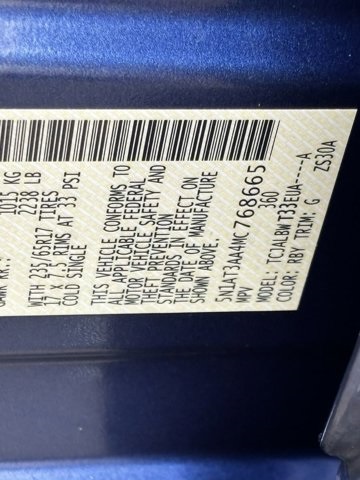 1015 KG
2238 LB
WITH 235/65R17 TIRES
17 X 7.5 RIMS AT 33 PSI
COLD SINGLE
THIS VEHICLE CONFORMS TO
ALL APPLICABLE FEDERAL
MOTOR VEHICLE SAFETY AND
THEFT PREVENTION
STANDARDS IN EFFECT ON
THE DATE OF MANUFACTURE
SHOWN ABOVE.
5N1AT3AA4MC768665
MPV 360
MODEL: TCJALBWT33EUA----A
COLOR: RBY TRIM: G ZS30A